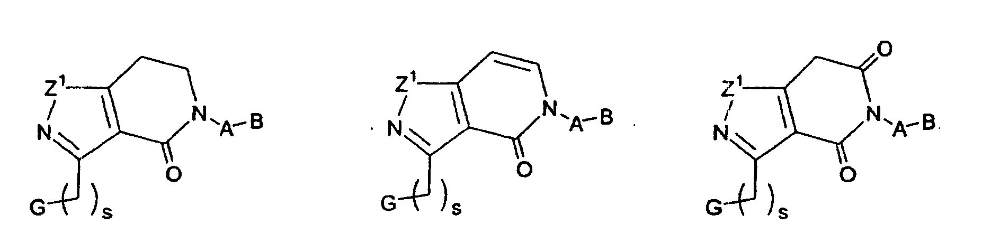 O
Z¹ Z¹ Z¹
N-A-B N-A-B N-A-B.
N N N
O O O
G-( )s G-( )s G-( )s